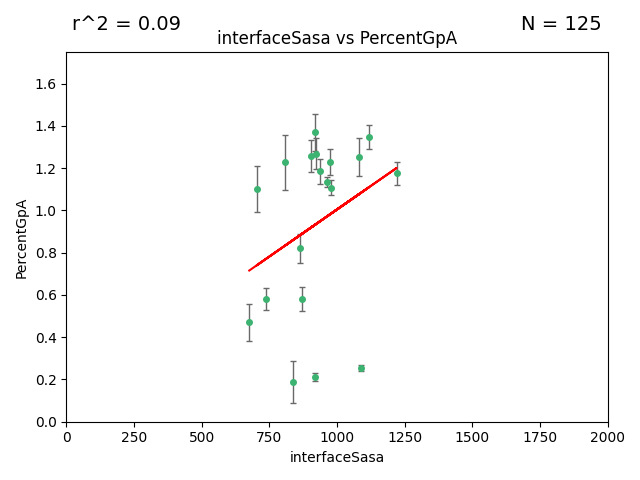 r^2 = 0.09
N = 125
interfaceSasa vs PercentGpA
1.6
1.4
1.2
1.0
0.8
0.6
0.4
0.2
0.0
PercentGpA
0 250 500 750 1000 1250 1500 1750 2000
interfaceSasa